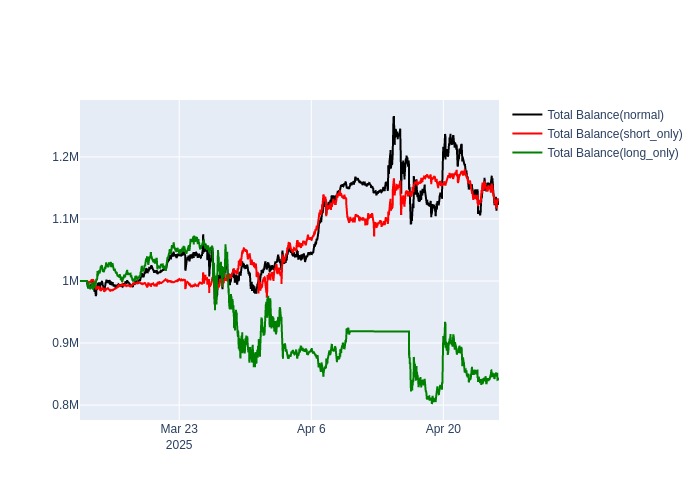 Total Balance(normal)
Total Balance(short_only)
Total Balance(long_only)
1.2M
1.1M
1M
0.9M
0.8M
Mar 23
2025
Apr 6
Apr 20